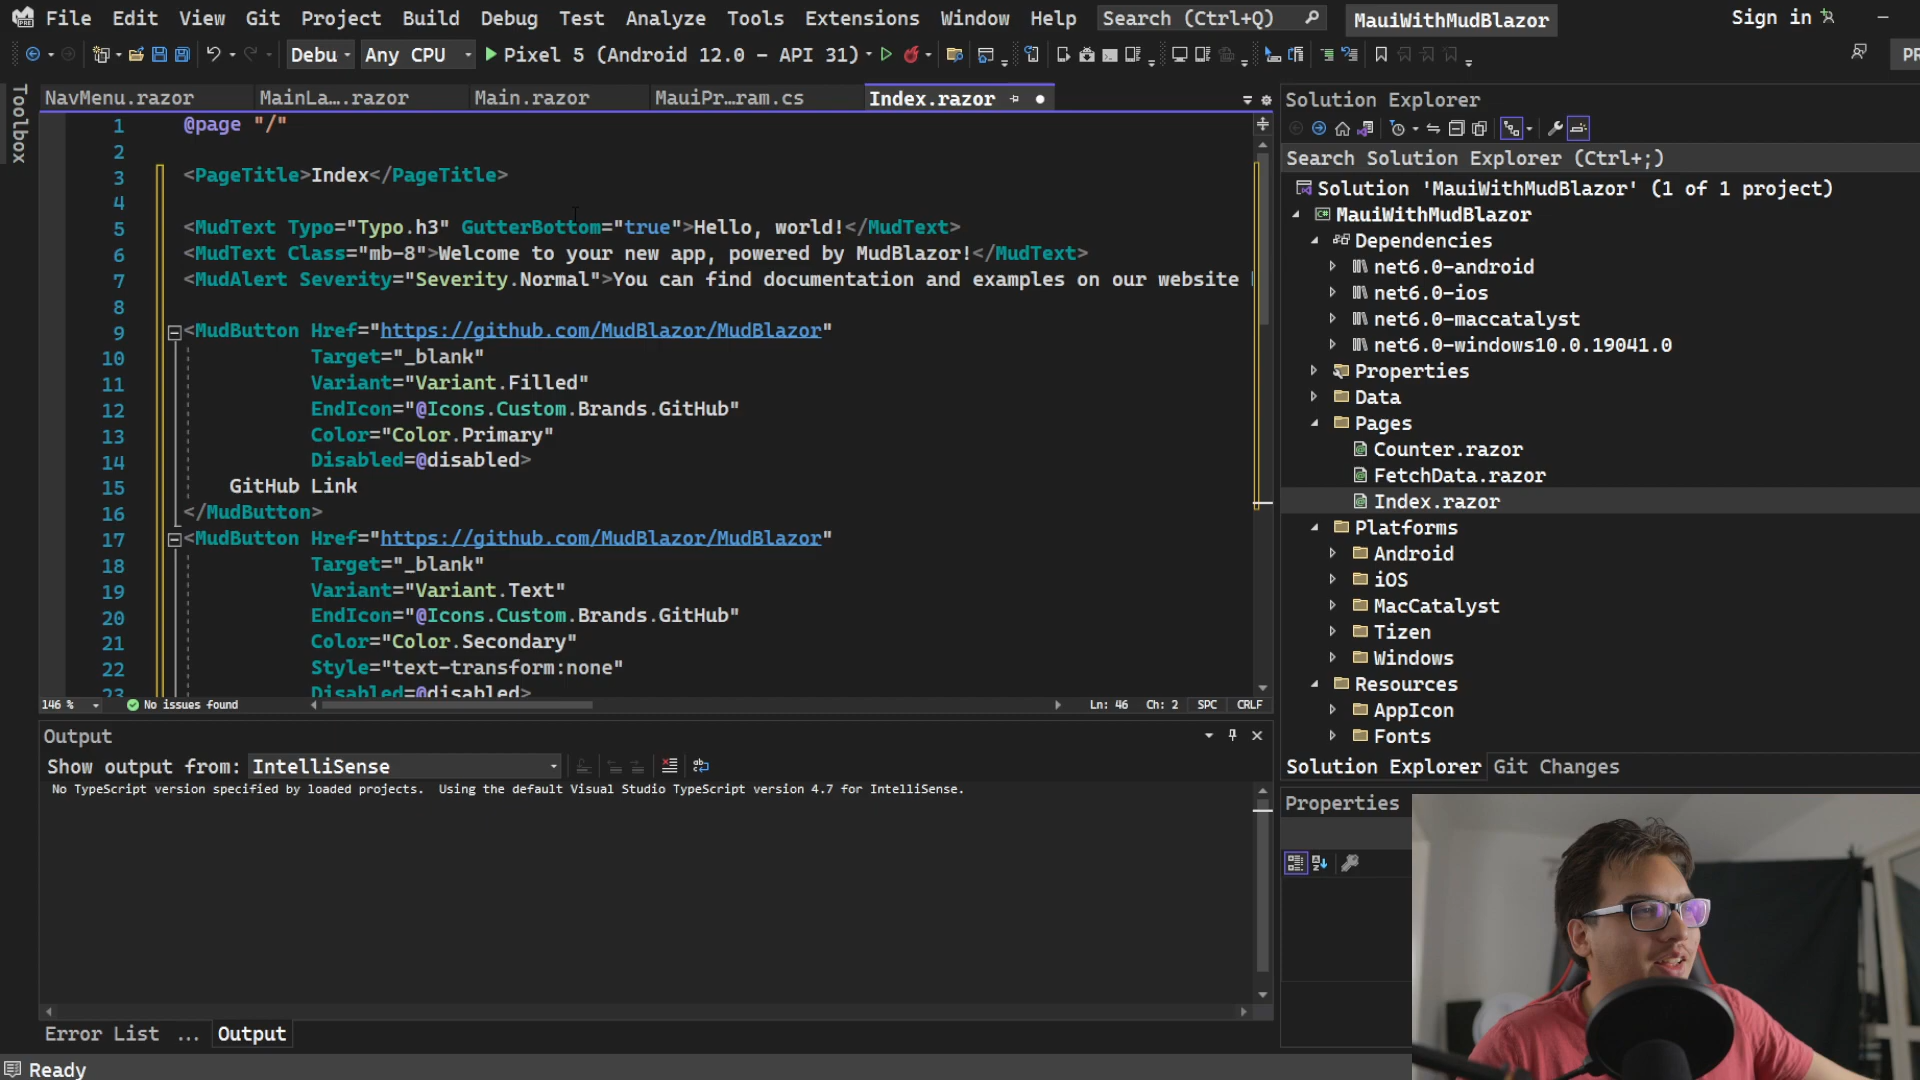 File Edit View Git Project Build Debug Test Analyze Tools Extensions Window Help Search (Ctrl+Q) MauiWithMudBlazor Sign in
Debu Any CPU Pixel 5 (Android 12.0 - API 31) PR
Toolbox
NavMenu.razor MainLa….razor Main.razor MauiPr…ram.cs Index.razor
1 @page "/"
2
3 <PageTitle>Index</PageTitle>
4
5 <MudText Typo="Typo.h3" GutterBottom="true">Hello, world!</MudText>
6 <MudText Class="mb-8">Welcome to your new app, powered by MudBlazor!</MudText>
7 <MudAlert Severity="Severity.Normal">You can find documentation and examples on our website
8
9 <MudButton Href="https://github.com/MudBlazor/MudBlazor"
10 Target="_blank"
11 Variant="Variant.Filled"
12 EndIcon="@Icons.Custom.Brands.GitHub"
13 Color="Color.Primary"
14 Disabled=@disabled>
15 GitHub Link
16 </MudButton>
17 <MudButton Href="https://github.com/MudBlazor/MudBlazor"
18 Target="_blank"
19 Variant="Variant.Text"
20 EndIcon="@Icons.Custom.Brands.GitHub"
21 Color="Color.Secondary"
22 Style="text-transform:none"
23 Disabled=@disabled>
146 % No issues found Ln: 46 Ch: 2 SPC CRLF
Output
Show output from: IntelliSense
No TypeScript version specified by loaded projects. Using the default Visual Studio TypeScript version 4.7 for IntelliSense.
Error List ... Output
Ready
Solution Explorer
Search Solution Explorer (Ctrl+;)
Solution 'MauiWithMudBlazor' (1 of 1 project)
MauiWithMudBlazor
Dependencies
net6.0-android
net6.0-ios
net6.0-maccatalyst
net6.0-windows10.0.19041.0
Properties
Data
Pages
Counter.razor
FetchData.razor
Index.razor
Platforms
Android
iOS
MacCatalyst
Tizen
Windows
Resources
AppIcon
Fonts
Solution Explorer Git Changes
Properties